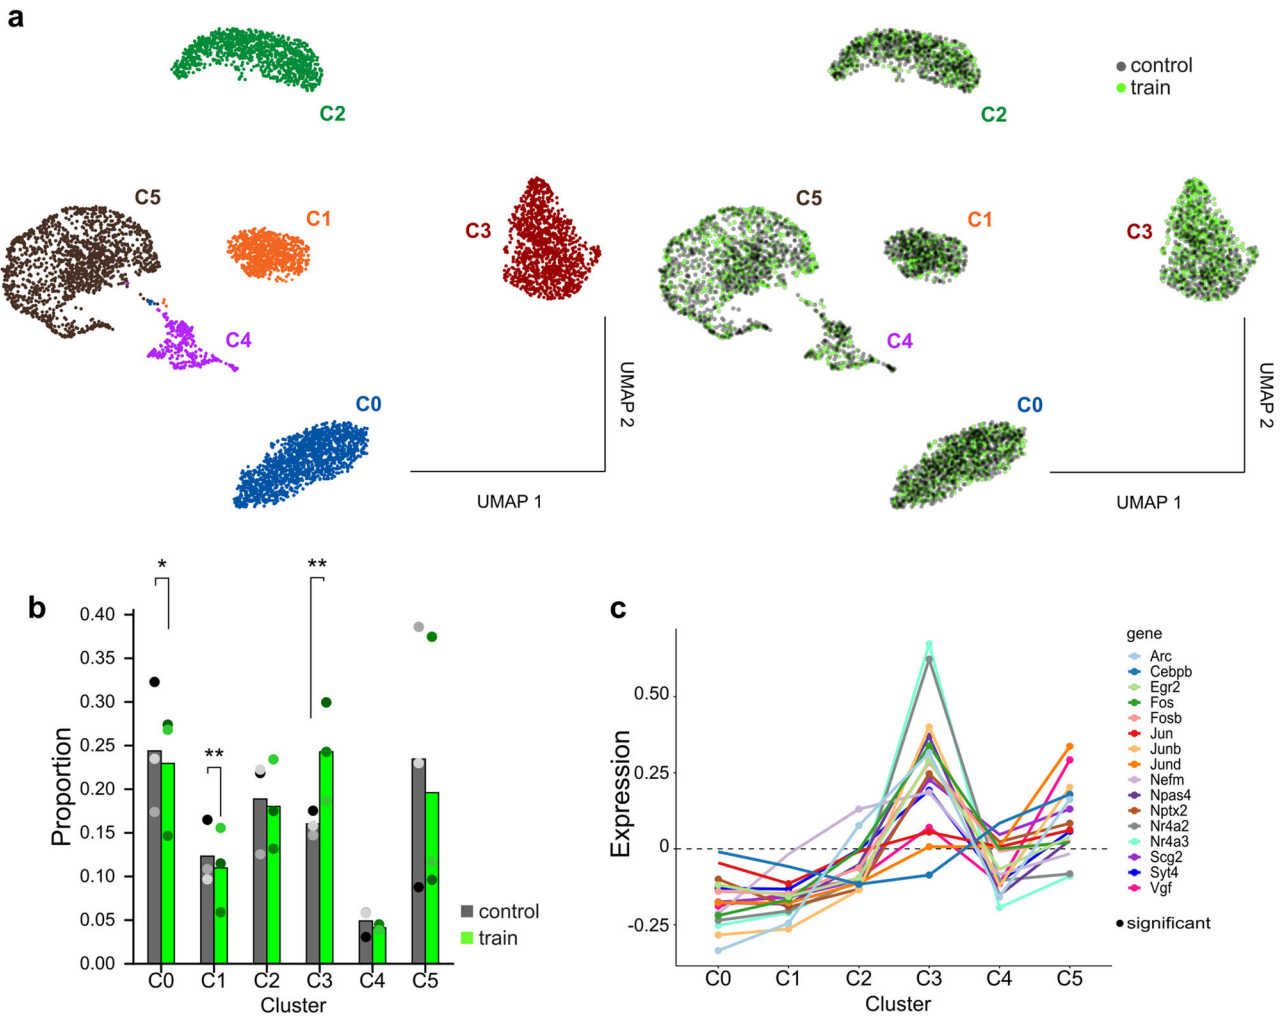 a
C2
C5
C1
C3
C4
C0
UMAP 2
UMAP 1
control
train
C2
C5
C1
C3
C4
C0
UMAP 2
UMAP 1
b
*
**
**
Proportion
0.40
0.35
0.30
0.25
0.20
0.15
0.10
0.05
0.00
C0 C1 C2 C3 C4 C5
Cluster
control
train
c
Expression
0.50
0.25
0
-0.25
C0 C1 C2 C3 C4 C5
Cluster
gene
Arc
Cebpb
Egr2
Fos
Fosb
Jun
Junb
Jund
Nefm
Npas4
Nptx2
Nr4a2
Nr4a3
Scg2
Syt4
Vgf
significant